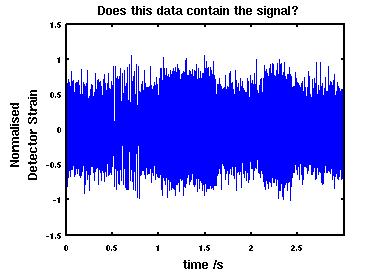 Does this data contain the signal?
1.5
1
0.5
0
-0.5
-1
-1.5
Normalised
Detector Strain
0 0.5 1 1.5 2 2.5
time /s